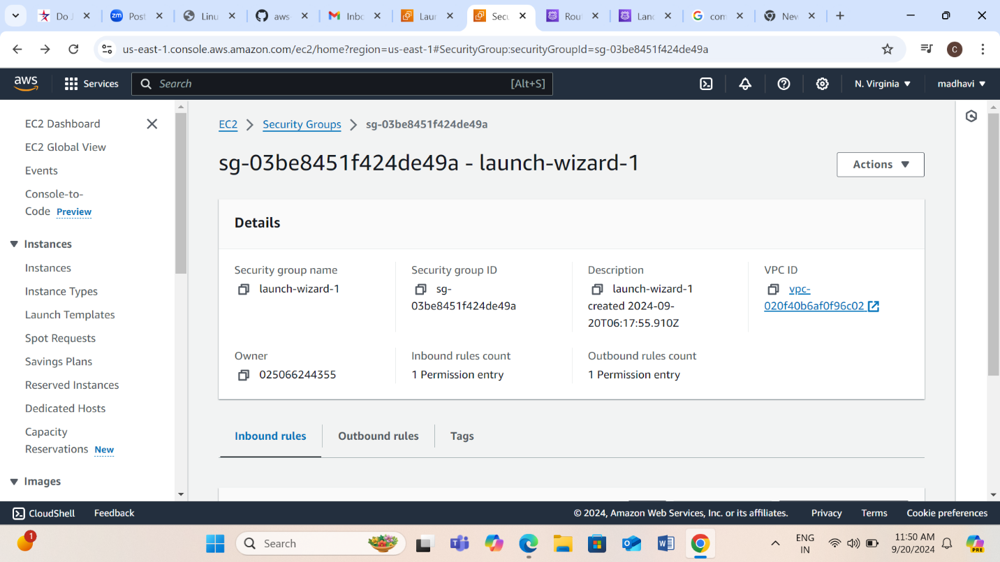 Do J
Post
Linu
aws-
Inbo
Laun
Secu
Rout
Land
com
New
us-east-1.console.aws.amazon.com/ec2/home?region=us-east-1#SecurityGroup:securityGroupId=sg-03be8451f424de49a
C
aws
Services
Search
[Alt+S]
N. Virginia
madhavi
EC2 Dashboard
EC2 Global View
Events
Console-to-
Code Preview
Instances
Instances
Instance Types
Launch Templates
Spot Requests
Savings Plans
Reserved Instances
Dedicated Hosts
Capacity
Reservations New
Images
EC2 > Security Groups > sg-03be8451f424de49a
sg-03be8451f424de49a - launch-wizard-1
Actions
Details
Security group name
launch-wizard-1
Security group ID
sg-
03be8451f424de49a
Description
launch-wizard-1
created 2024-09-
20T06:17:55.910Z
VPC ID
vpc-
020f40b6af0f96c02
Owner
025066244355
Inbound rules count
1 Permission entry
Outbound rules count
1 Permission entry
Inbound rules
Outbound rules
Tags
CloudShell
Feedback
© 2024, Amazon Web Services, Inc. or its affiliates.
Privacy
Terms
Cookie preferences
1
Search
ENG
IN
11:50 AM
9/20/2024
PRE